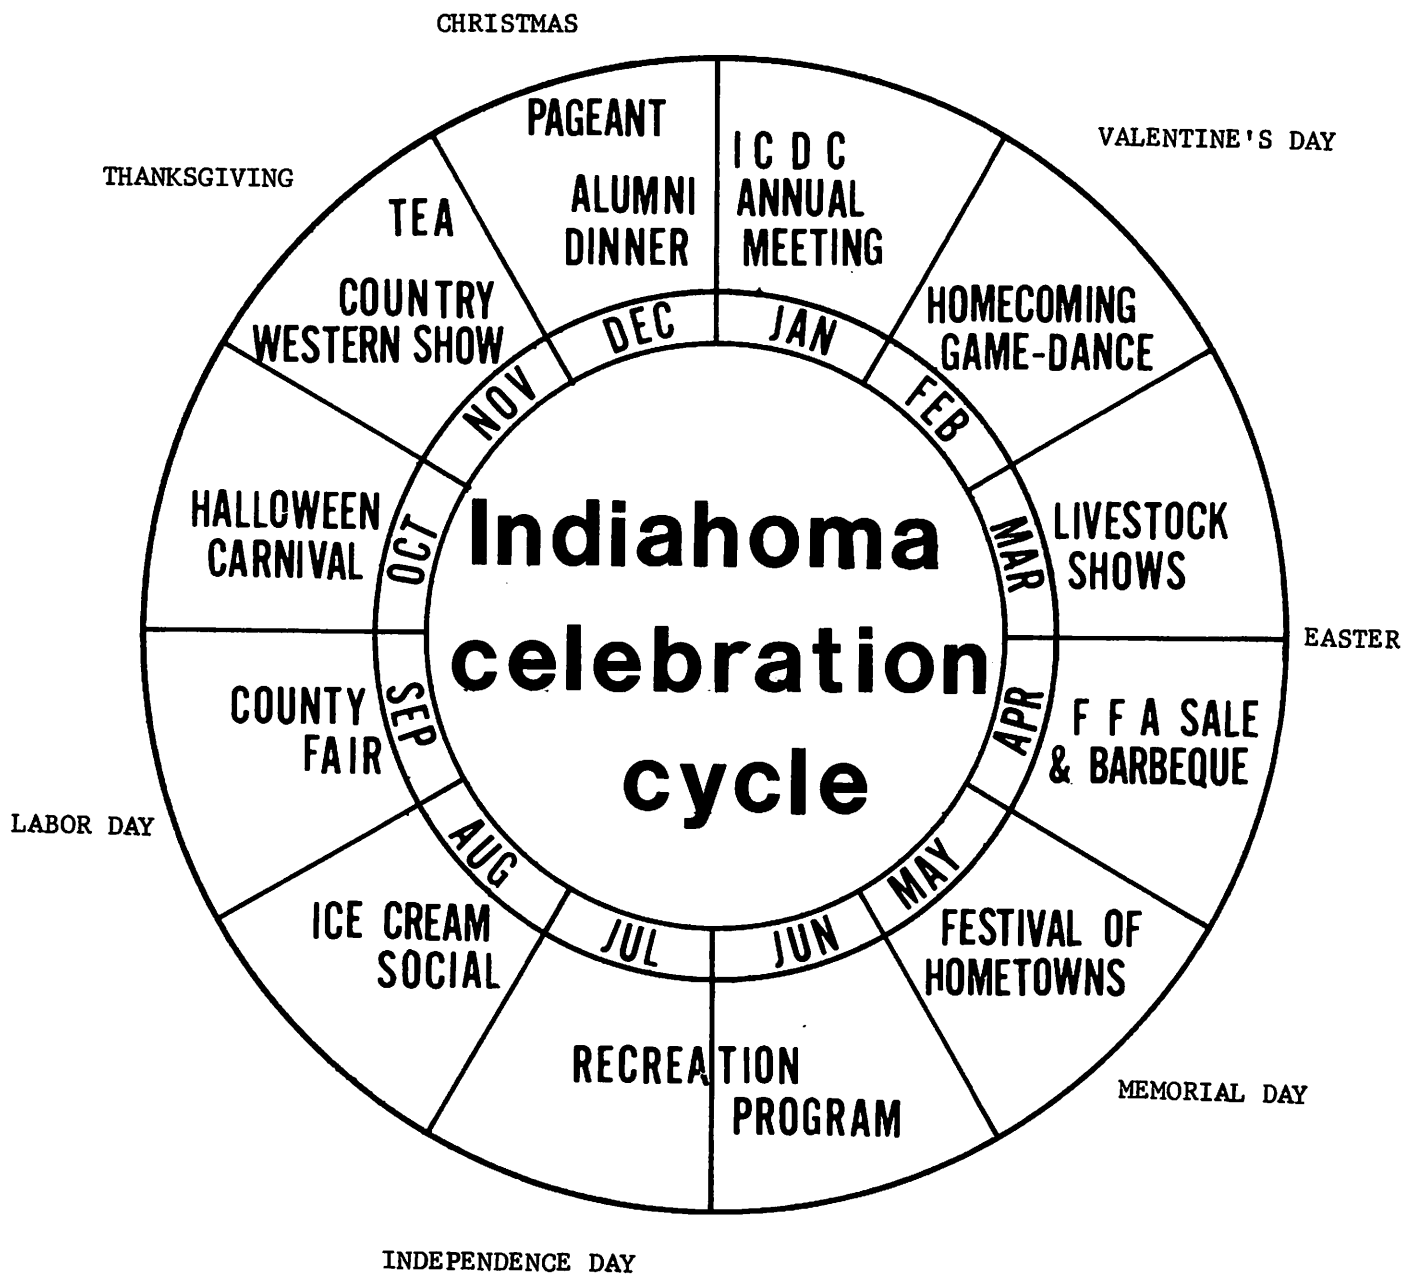 CHRISTMAS
VALENTINE'S DAY
THANKSGIVING
PAGEANT
ALUMNI
DINNER
I C D C
ANNUAL
MEETING
TEA
COUNTRY
WESTERN SHOW
HOMECOMING
GAME-DANCE
DEC
JAN
NOV
FEB
HALLOWEEN
CARNIVAL
OCT
MAR
LIVESTOCK
SHOWS
Indiahoma
celebration
cycle
EASTER
COUNTY
FAIR
SEP
APR
F F A SALE
& BARBEQUE
LABOR DAY
AUG
MAY
ICE CREAM
SOCIAL
JUL
JUN
FESTIVAL OF
HOMETOWNS
RECREATION
PROGRAM
MEMORIAL DAY
INDEPENDENCE DAY